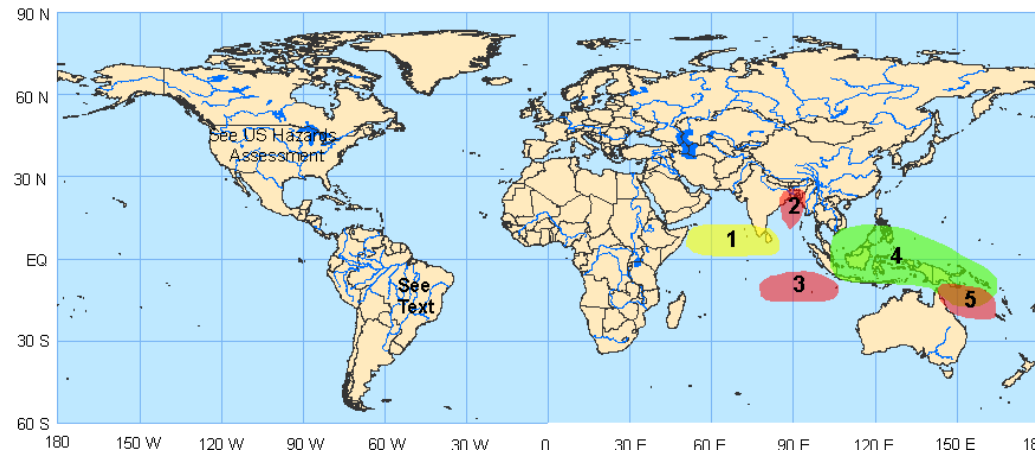 90 N
60 N
See US Hazards
Assessment
30 N
2
1
4
EQ
3
See
Text
5
30 S
60 S
180
150 W
120 W
90 W
60 W
30 W
0
30 E
60 E
90 E
120 E
150 E
180